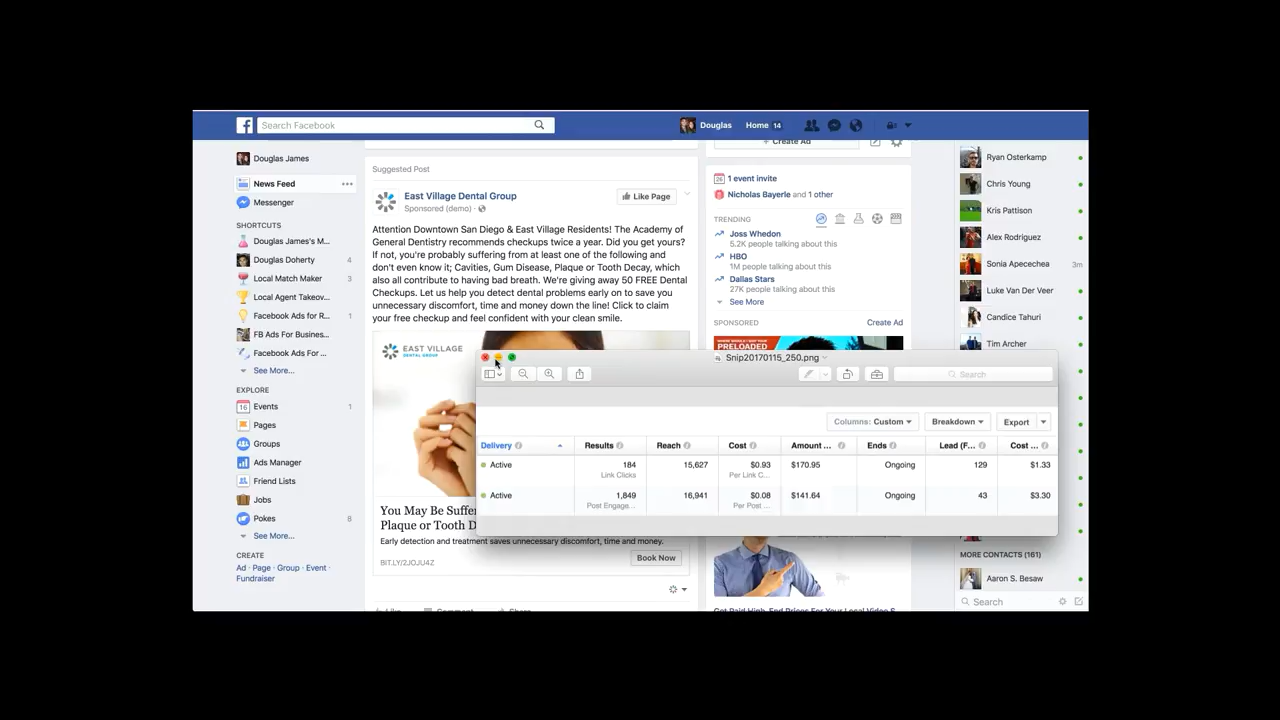 Search Facebook
Douglas
Home 14
Douglas James
News Feed
Messenger
SHORTCUTS
Douglas James's M...
Douglas Doherty 4
Local Match Maker 3
Local Agent Takeov...
Facebook Ads for R... 1
FB Ads For Busines...
Facebook Ads For ...
See More...
EXPLORE
16 Events 1
Pages
Groups
Ads Manager
Friend Lists
Jobs
Pokes 6
See More...
CREATE
Ad · Page · Group · Event ·
Fundraiser
Suggested Post
East Village Dental Group
Sponsored (demo) ·
Like Page
Attention Downtown San Diego & East Village Residents! The Academy of
General Dentistry recommends checkups twice a year. Did you get yours?
If not, you're probably suffering from at least one of the following and
don't even know it; Cavities, Gum Disease, Plaque or Tooth Decay, which
also all contribute to having bad breath. We're giving away 50 FREE Dental
Checkups. Let us help you detect dental problems early on to save you
unnecessary discomfort, time and money down the line! Click to claim
your free checkup and feel confident with your clean smile.
EAST VILLAGE
DENTAL GROUP
You May Be Suffe
Plaque or Tooth D
Early detection and treatment saves unnecessary discomfort, time and money.
BIT.LY/2JOJU4Z
Book Now
Like Comment Share
+ Create Ad
1 event invite
Nicholas Bayerle and 1 other
TRENDING
Joss Whedon
5.2K people talking about this
HBO
1M people talking about this
Dallas Stars
27K people talking about this
See More
SPONSORED Create Ad
PRELOADED
Snip20170115_250.png
Search
Columns: Custom Breakdown Export
Delivery Results Reach Cost Amount ... Ends Lead (F... Cost ...
Active 184 15,627 $0.93 $170.95 Ongoing 129 $1.33
Link Clicks Per Link C...
Active 1,849 16,941 $0.08 $141.64 Ongoing 43 $3.30
Post Engage... Per Post ...
Get Paid High-End Prices For Your Local Video S
Ryan Osterkamp
Chris Young
Kris Pattison
Alex Rodriguez
Sonia Apecechea 3m
Luke Van Der Veer
Candice Tahuri
Tim Archer
MORE CONTACTS (161)
Aaron S. Besaw
Search